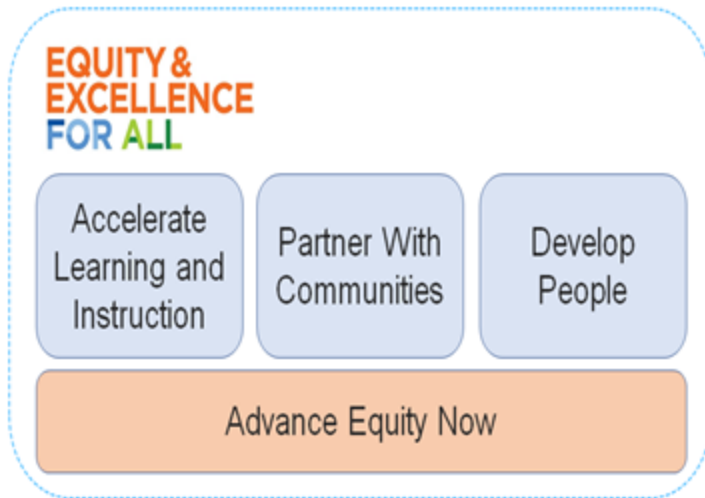 EQUITY &
EXCELLENCE
FOR ALL
Accelerate
Learning and
Instruction
Partner With
Communities
Develop
People
Advance Equity Now